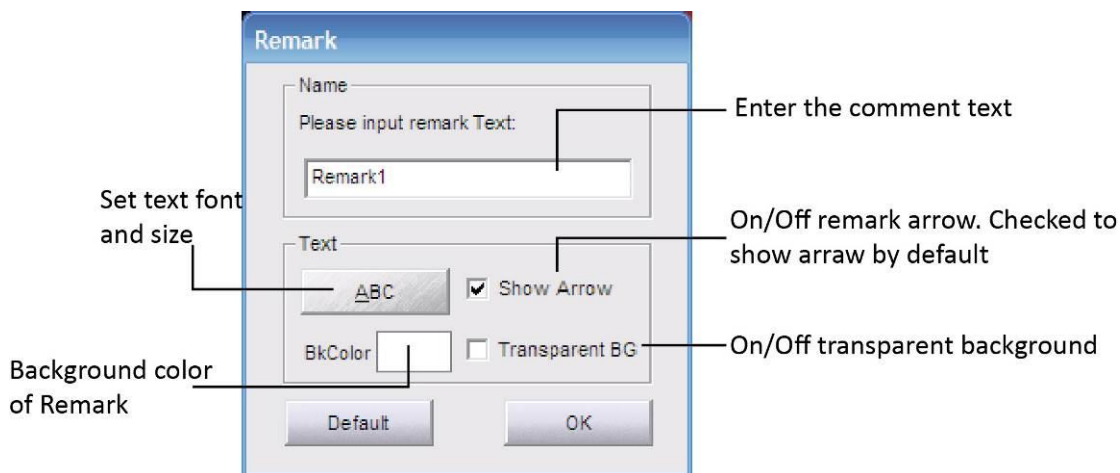 Remark
Name
Please input remark Text:
Enter the comment text
Remark1
Set text font
and size
On/Off remark arrow. Checked to
show arraw by default
Text
ABC
Show Arrow
BkColor
Transparent BG
On/Off transparent background
Background color
of Remark
Default
OK